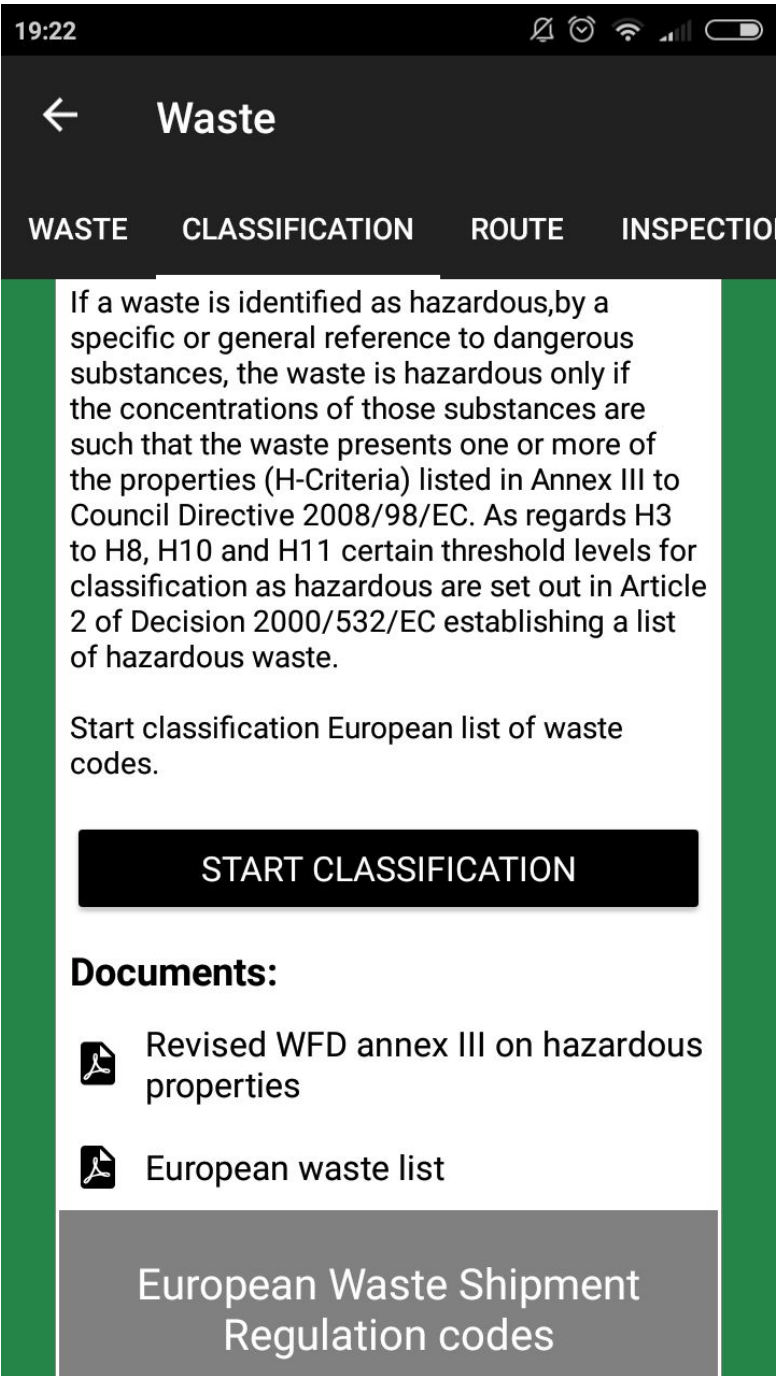 19:22
Waste
WASTE CLASSIFICATION ROUTE INSPECTIO
If a waste is identified as hazardous,by a
specific or general reference to dangerous
substances, the waste is hazardous only if
the concentrations of those substances are
such that the waste presents one or more of
the properties (H-Criteria) listed in Annex III to
Council Directive 2008/98/EC. As regards H3
to H8, H10 and H11 certain threshold levels for
classification as hazardous are set out in Article
2 of Decision 2000/532/EC establishing a list
of hazardous waste.
Start classification European list of waste
codes.
START CLASSIFICATION
Documents:
Revised WFD annex III on hazardous
properties
European waste list
European Waste Shipment
Regulation codes